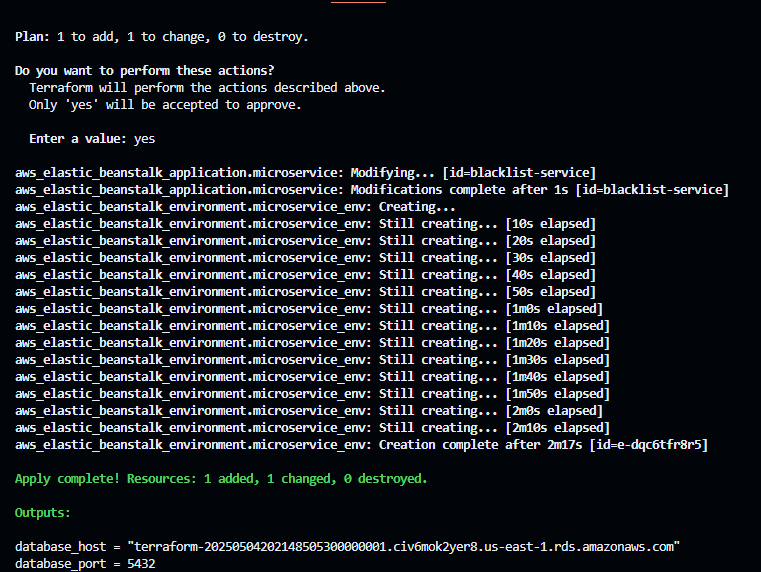 Plan: 1 to add, 1 to change, 0 to destroy.
Do you want to perform these actions?
Terraform will perform the actions described above.
Only 'yes' will be accepted to approve.
Enter a value: yes
aws_elastic_beanstalk_application.microservice: Modifying... [id=blacklist-service]
aws_elastic_beanstalk_application.microservice: Modifications complete after 1s [id=blacklist-service]
aws_elastic_beanstalk_environment.microservice_env: Creating...
aws_elastic_beanstalk_environment.microservice_env: Still creating... [10s elapsed]
aws_elastic_beanstalk_environment.microservice_env: Still creating... [20s elapsed]
aws_elastic_beanstalk_environment.microservice_env: Still creating... [30s elapsed]
aws_elastic_beanstalk_environment.microservice_env: Still creating... [40s elapsed]
aws_elastic_beanstalk_environment.microservice_env: Still creating... [50s elapsed]
aws_elastic_beanstalk_environment.microservice_env: Still creating... [1m0s elapsed]
aws_elastic_beanstalk_environment.microservice_env: Still creating... [1m10s elapsed]
aws_elastic_beanstalk_environment.microservice_env: Still creating... [1m20s elapsed]
aws_elastic_beanstalk_environment.microservice_env: Still creating... [1m30s elapsed]
aws_elastic_beanstalk_environment.microservice_env: Still creating... [1m40s elapsed]
aws_elastic_beanstalk_environment.microservice_env: Still creating... [1m50s elapsed]
aws_elastic_beanstalk_environment.microservice_env: Still creating... [2m0s elapsed]
aws_elastic_beanstalk_environment.microservice_env: Still creating... [2m10s elapsed]
aws_elastic_beanstalk_environment.microservice_env: Creation complete after 2m17s [id=e-dqc6tfr8r5]
Apply complete! Resources: 1 added, 1 changed, 0 destroyed.
Outputs:
database_host = "terraform-20250504202148505300000001.civ6mok2yer8.us-east-1.rds.amazonaws.com"
database_port = 5432